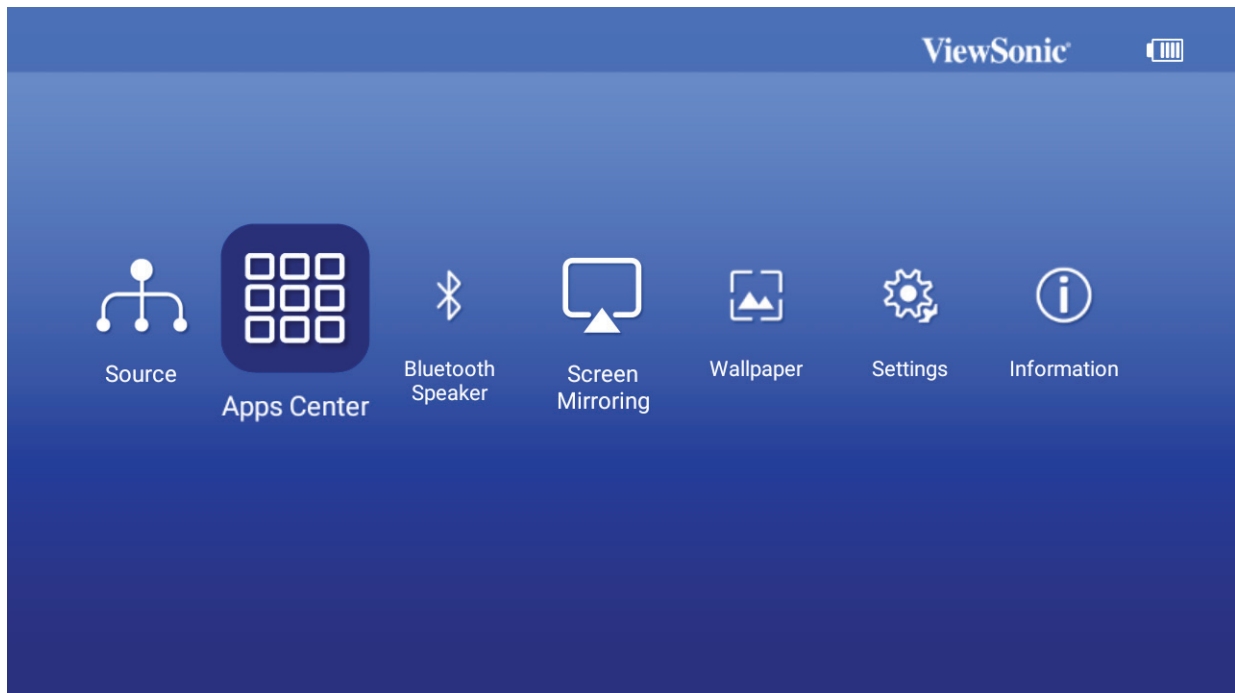 ViewSonic®
Source
Apps Center
Bluetooth
Speaker
Screen
Mirroring
Wallpaper
Settings
Information